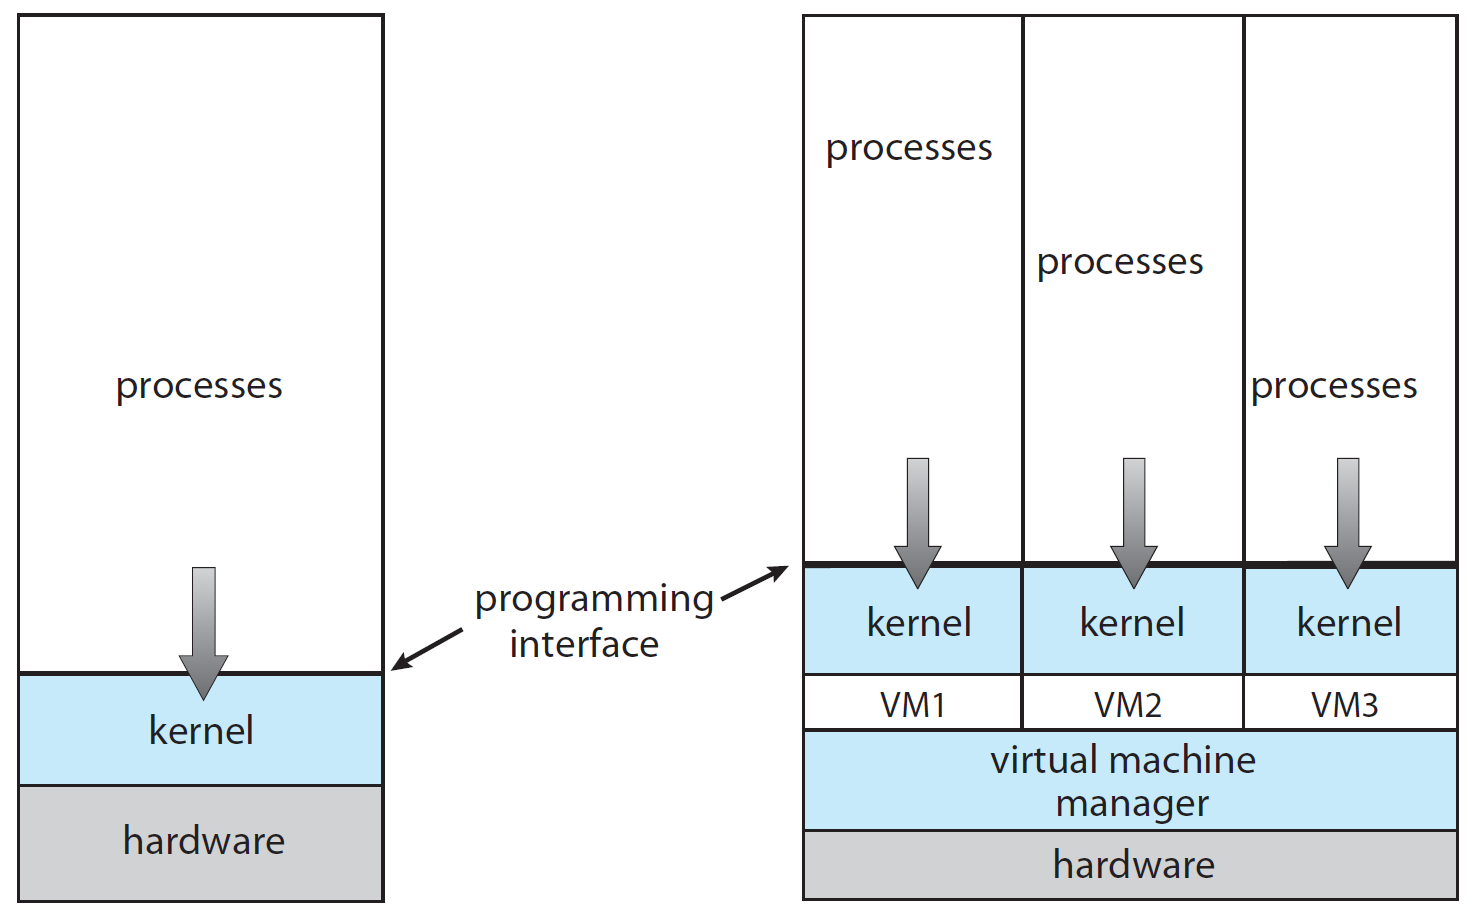 processes
kernel
hardware
programming
interface
processes
processes
processes
kernel
kernel
kernel
VM1
VM2
VM3
virtual machine
manager
hardware